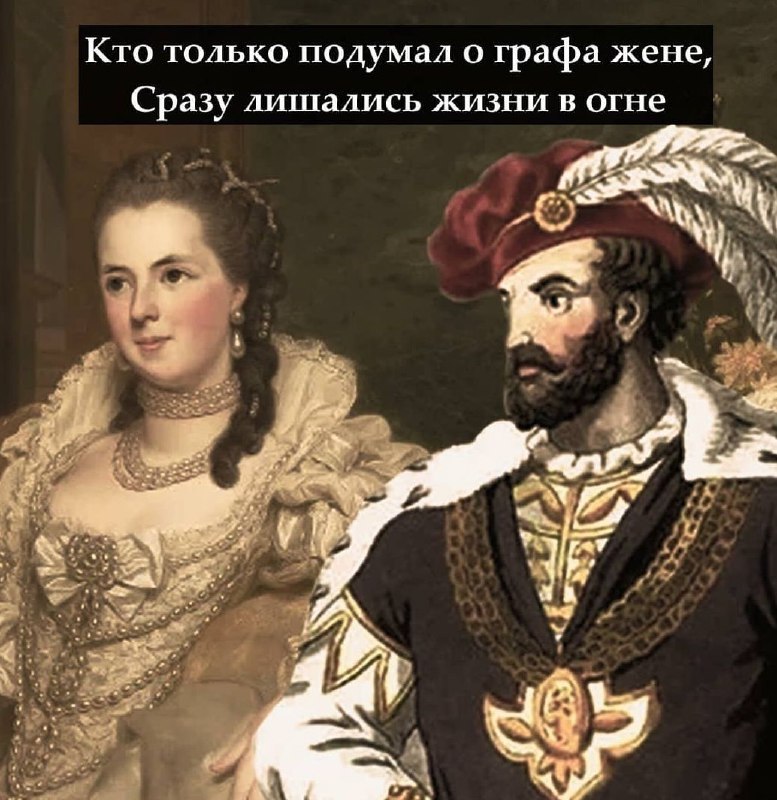 Кто только подумал о графа жене,
Сразу лишались жизни в огне